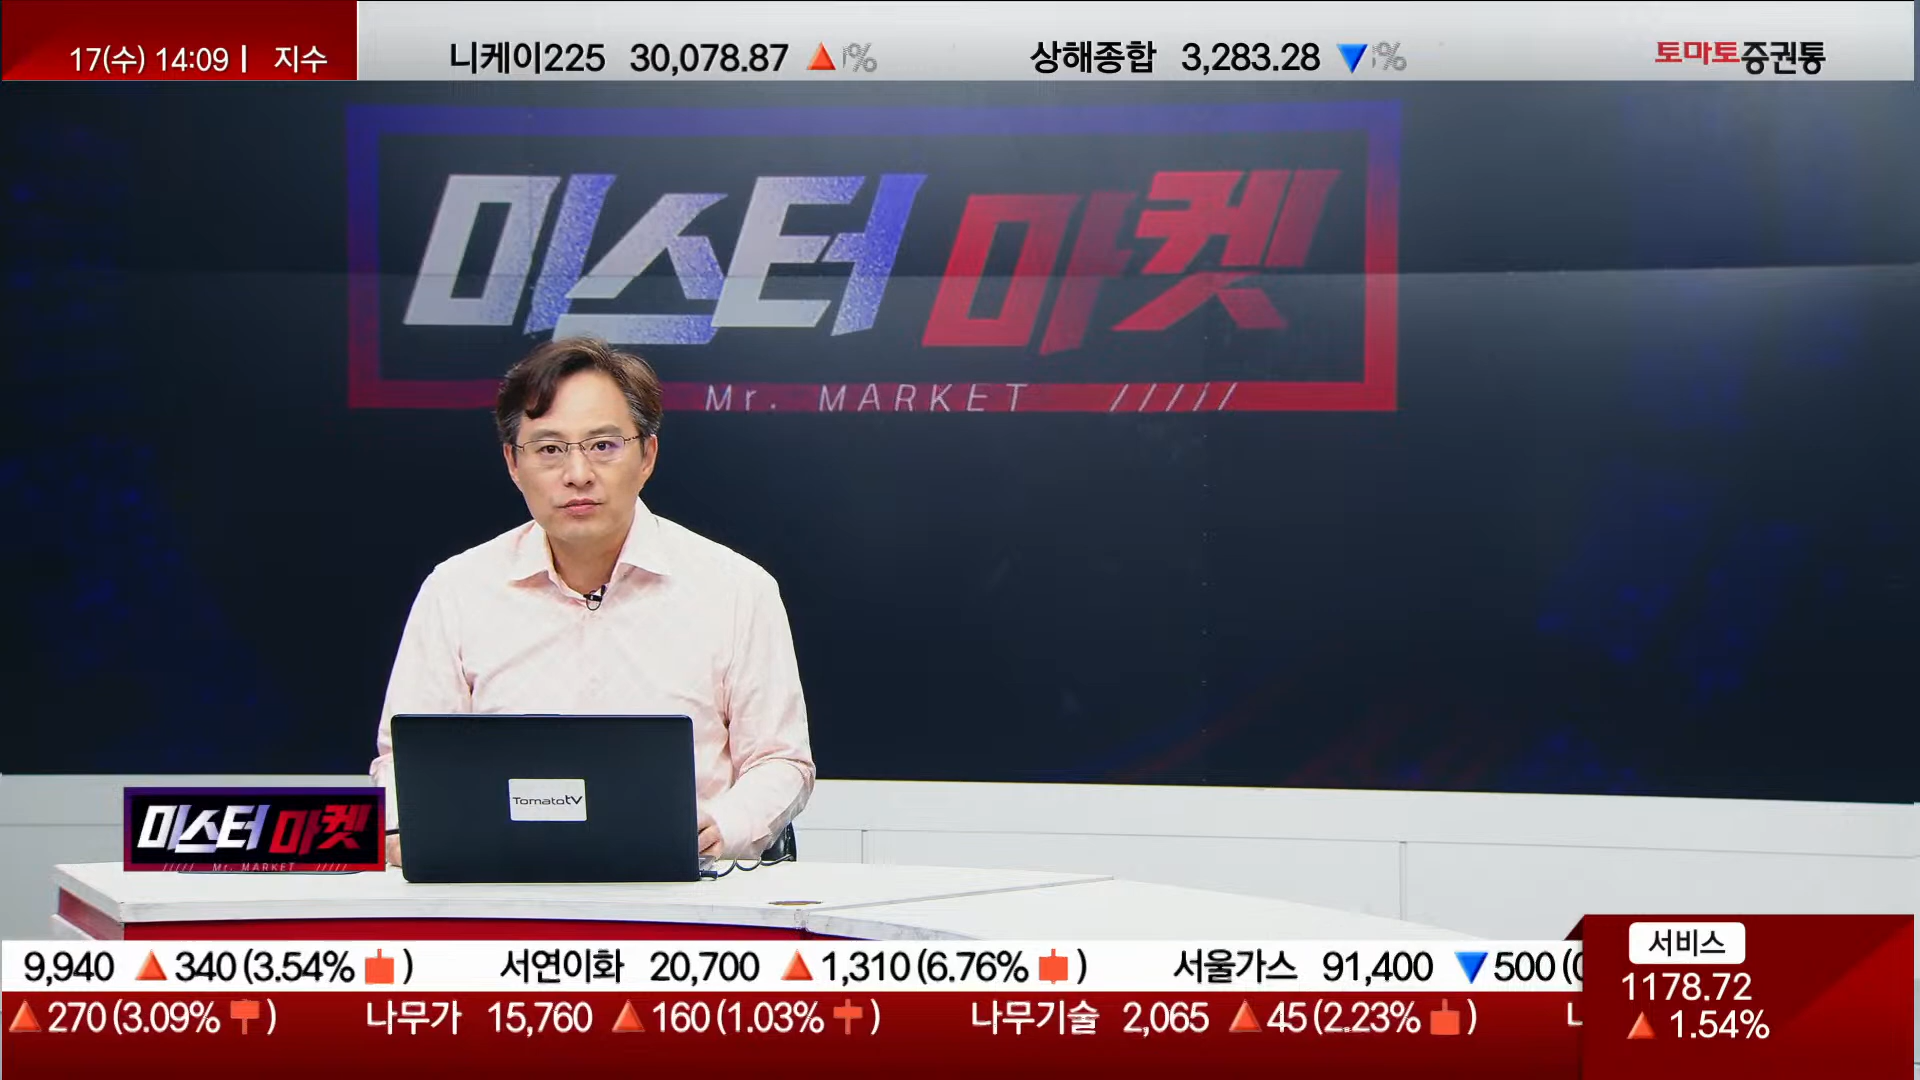 17(수) 14:09 | 지수 니케이225 30,078.87 ▲ % 상해종합 3,283.28 ▼ % 토마토증권통
미스터 마켓
Mr. MARKET /////
TomatoTV
미스터 마켓
///// Mr. MARKET /////
9,940 ▲340(3.54% ) 서연이화 20,700 ▲1,310(6.76% ) 서울가스 91,400 ▼500(
▲270(3.09% ) 나무가 15,760 ▲160(1.03% ) 나무기술 2,065 ▲45(2.23% )
서비스
1178.72
▲ 1.54%